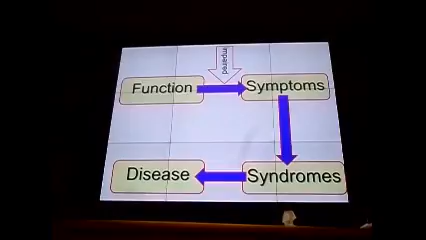 Impaired
Function
Symptoms
Disease
Syndromes